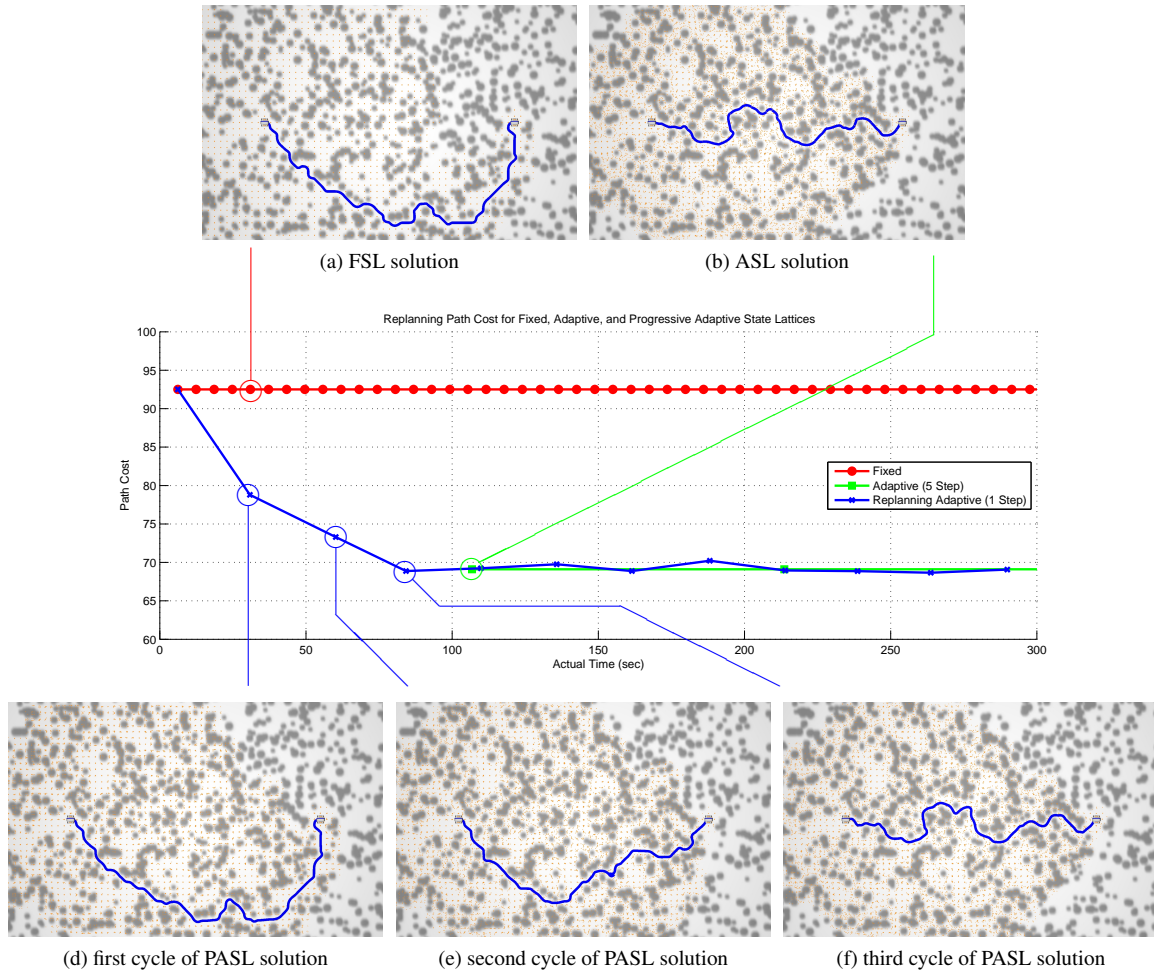 (a) FSL solution
(b) ASL solution
Replanning Path Cost for Fixed, Adaptive, and Progressive Adaptive State Lattices
100
95
90
85
80
75
70
65
60
Path Cost
Fixed
Adaptive (5 Step)
Replanning Adaptive (1 Step)
0
50
100
150
200
250
300
Actual Time (sec)
(d) first cycle of PASL solution
(e) second cycle of PASL solution
(f) third cycle of PASL solution